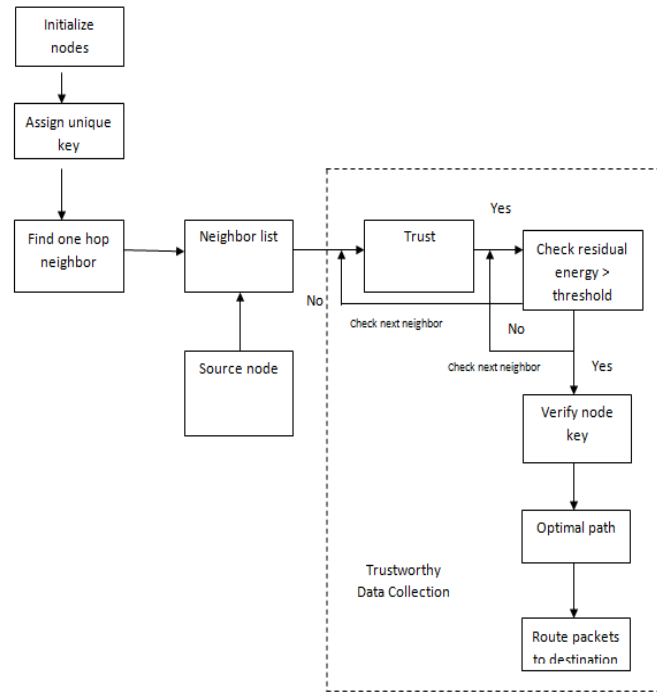 Initialize
nodes
Assign unique
key
Find one hop
neighbor
Neighbor list
Source node
Trust
Yes
Check residual
energy >
threshold
No
Check next neighbor
No
Check next neighbor
Yes
Verify node
key
Optimal path
Trustworthy
Data Collection
Route packets
to destination